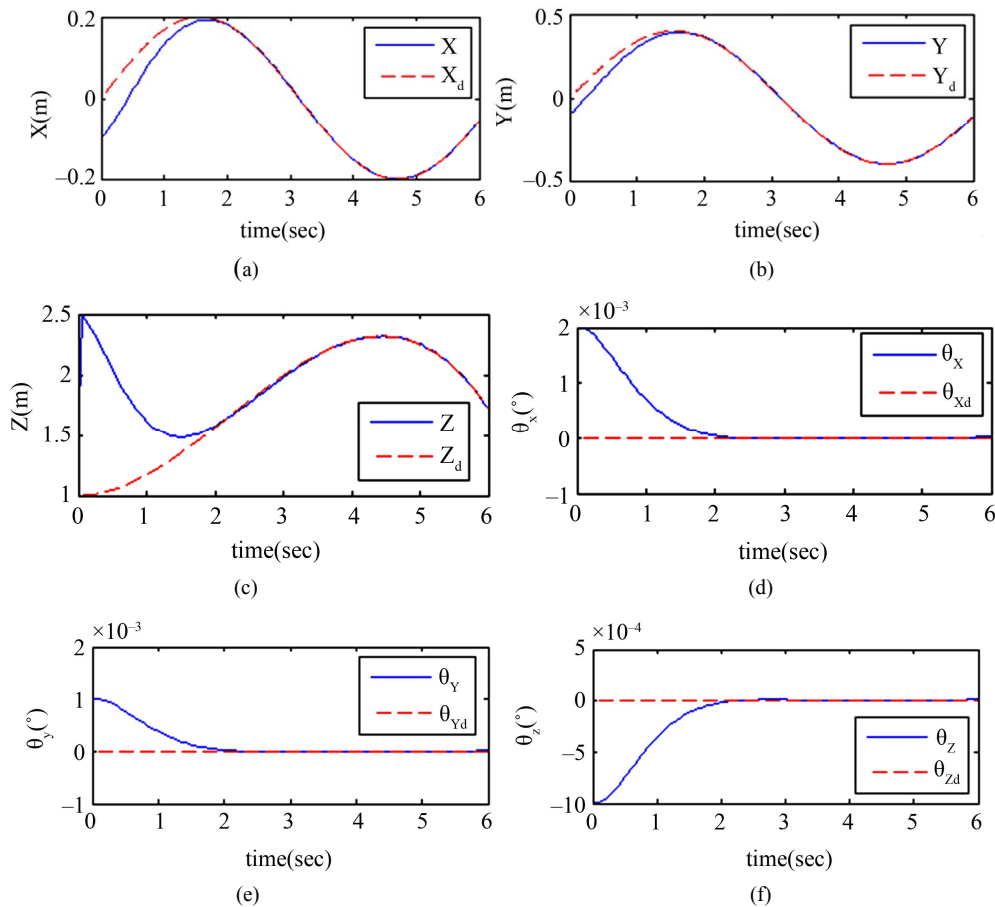 0.2
0
–0.2
X(m)
X
X_d
0 1 2 3 4 5 6
time(sec)
(a)
0.5
0
–0.5
Y(m)
Y
Y_d
0 1 2 3 4 5 6
time(sec)
(b)
2.5
2
1.5
1
Z(m)
Z
Z_d
0 1 2 3 4 5 6
time(sec)
(c)
×10⁻³
2
1
0
–1
θ_x(°)
θ_X
θ_Xd
0 1 2 3 4 5 6
time(sec)
(d)
×10⁻³
2
1
0
–1
θ_y(°)
θ_Y
θ_Yd
0 1 2 3 4 5 6
time(sec)
(e)
×10⁻⁴
5
0
–5
–10
θ_z(°)
θ_Z
θ_Zd
0 1 2 3 4 5 6
time(sec)
(f)